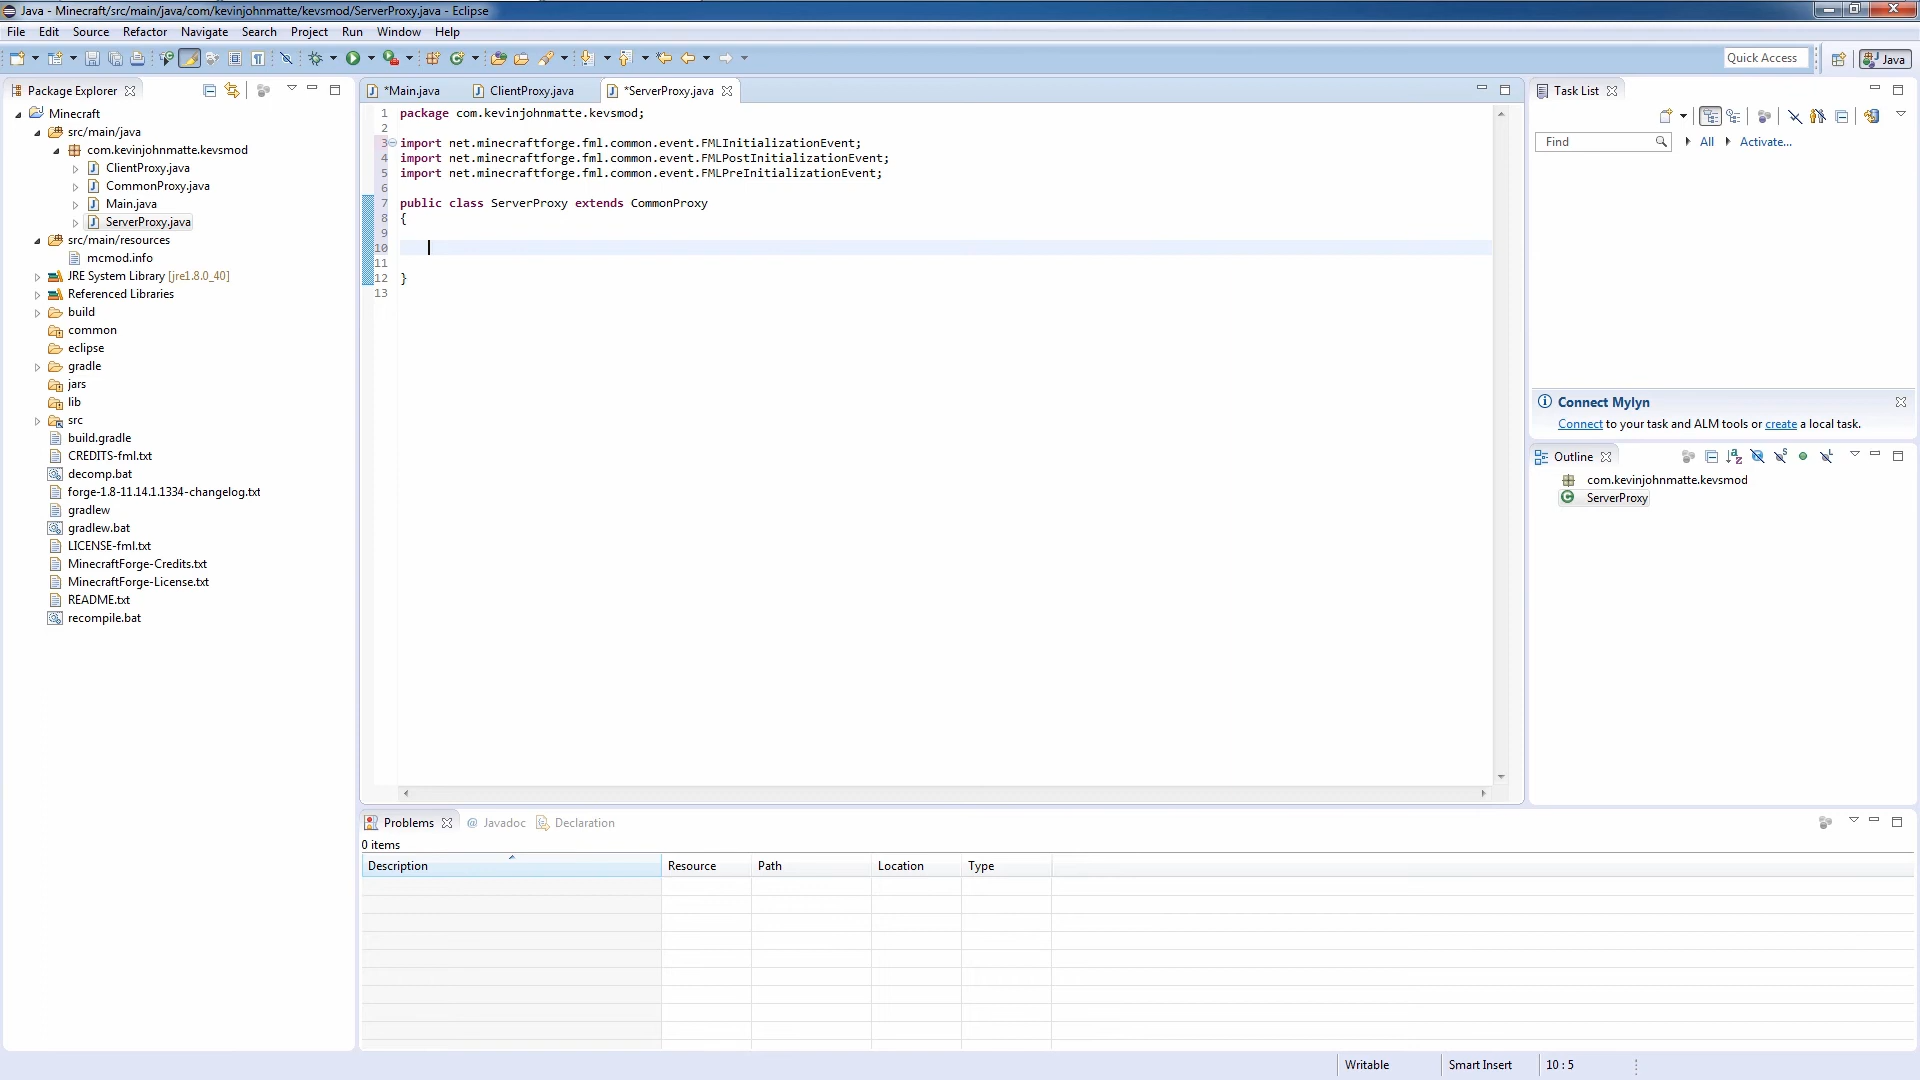 Java - Minecraft/src/main/java/com/kevinjohnmatte/kevsmod/ServerProxy.java - Eclipse
File Edit Source Refactor Navigate Search Project Run Window Help
Quick Access
Java
Package Explorer
Minecraft
src/main/java
com.kevinjohnmatte.kevsmod
ClientProxy.java
CommonProxy.java
Main.java
ServerProxy.java
src/main/resources
mcmod.info
JRE System Library [jre1.8.0_40]
Referenced Libraries
build
common
eclipse
gradle
jars
lib
src
build.gradle
CREDITS-fml.txt
decomp.bat
forge-1.8-11.14.1.1334-changelog.txt
gradlew
gradlew.bat
LICENSE-fml.txt
MinecraftForge-Credits.txt
MinecraftForge-License.txt
README.txt
recompile.bat
*Main.java ClientProxy.java *ServerProxy.java
1 package com.kevinjohnmatte.kevsmod;
2
3 import net.minecraftforge.fml.common.event.FMLInitializationEvent;
4 import net.minecraftforge.fml.common.event.FMLPostInitializationEvent;
5 import net.minecraftforge.fml.common.event.FMLPreInitializationEvent;
6
7 public class ServerProxy extends CommonProxy
8 {
9
10
11
12 }
13
Task List
Find All Activate...
Connect Mylyn
Connect to your task and ALM tools or create a local task.
Outline
com.kevinjohnmatte.kevsmod
ServerProxy
Problems @ Javadoc Declaration
0 items
Description Resource Path Location Type
Writable Smart Insert 10 : 5